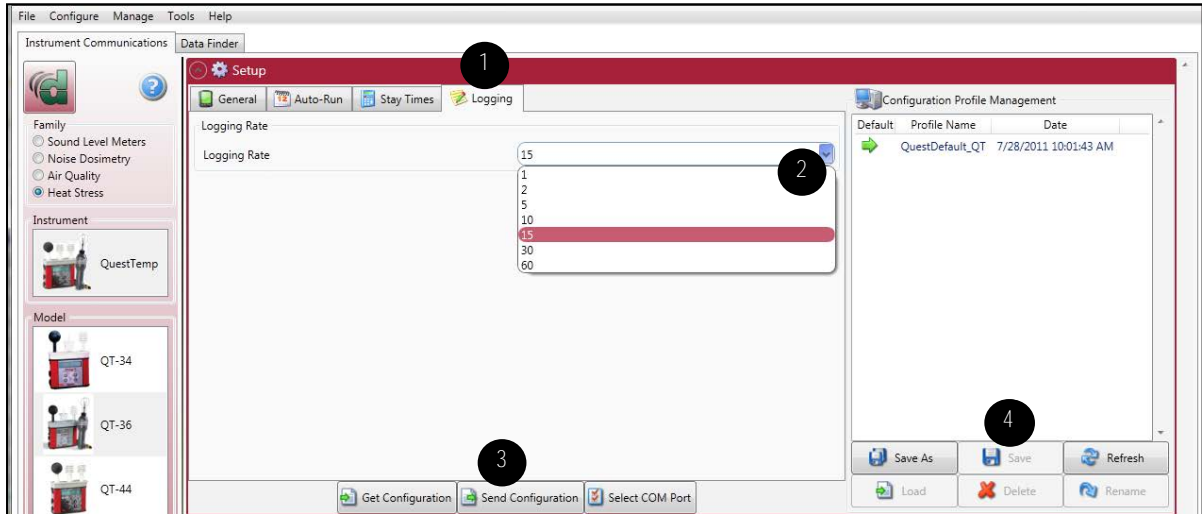 File Configure Manage Tools Help
Instrument Communications Data Finder
1
Setup
General Auto-Run Stay Times Logging
Configuration Profile Management
Family
Sound Level Meters
Noise Dosimetry
Air Quality
Heat Stress
Logging Rate
Logging Rate 15
2
1
2
5
10
15
30
60
Default Profile Name Date
QuestDefault_QT 7/28/2011 10:01:43 AM
Instrument
QuestTemp
Model
QT-34
QT-36
QT-44
3
Get Configuration Send Configuration Select COM Port
4
Save As Save Refresh
Load Delete Rename